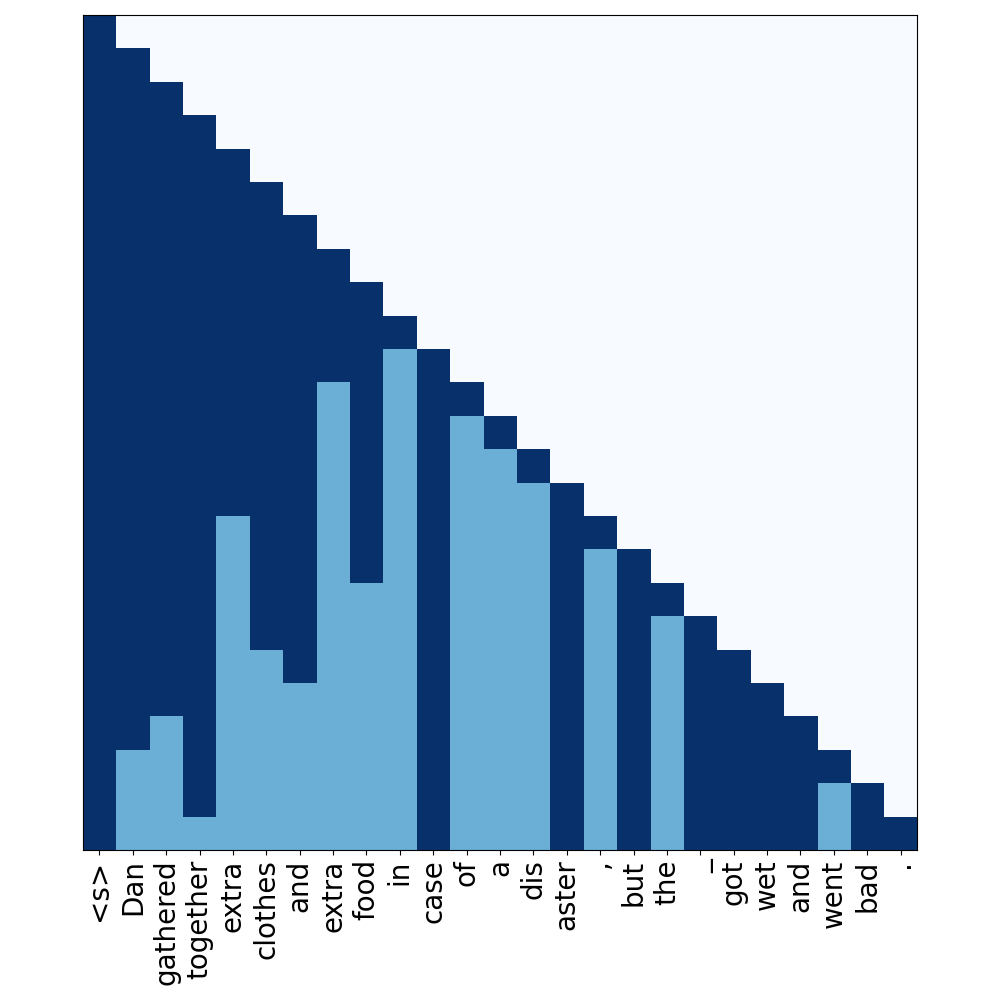 <s> Dan gathered together extra clothes and extra food in case of a dis aster , but the _ got wet and went bad .